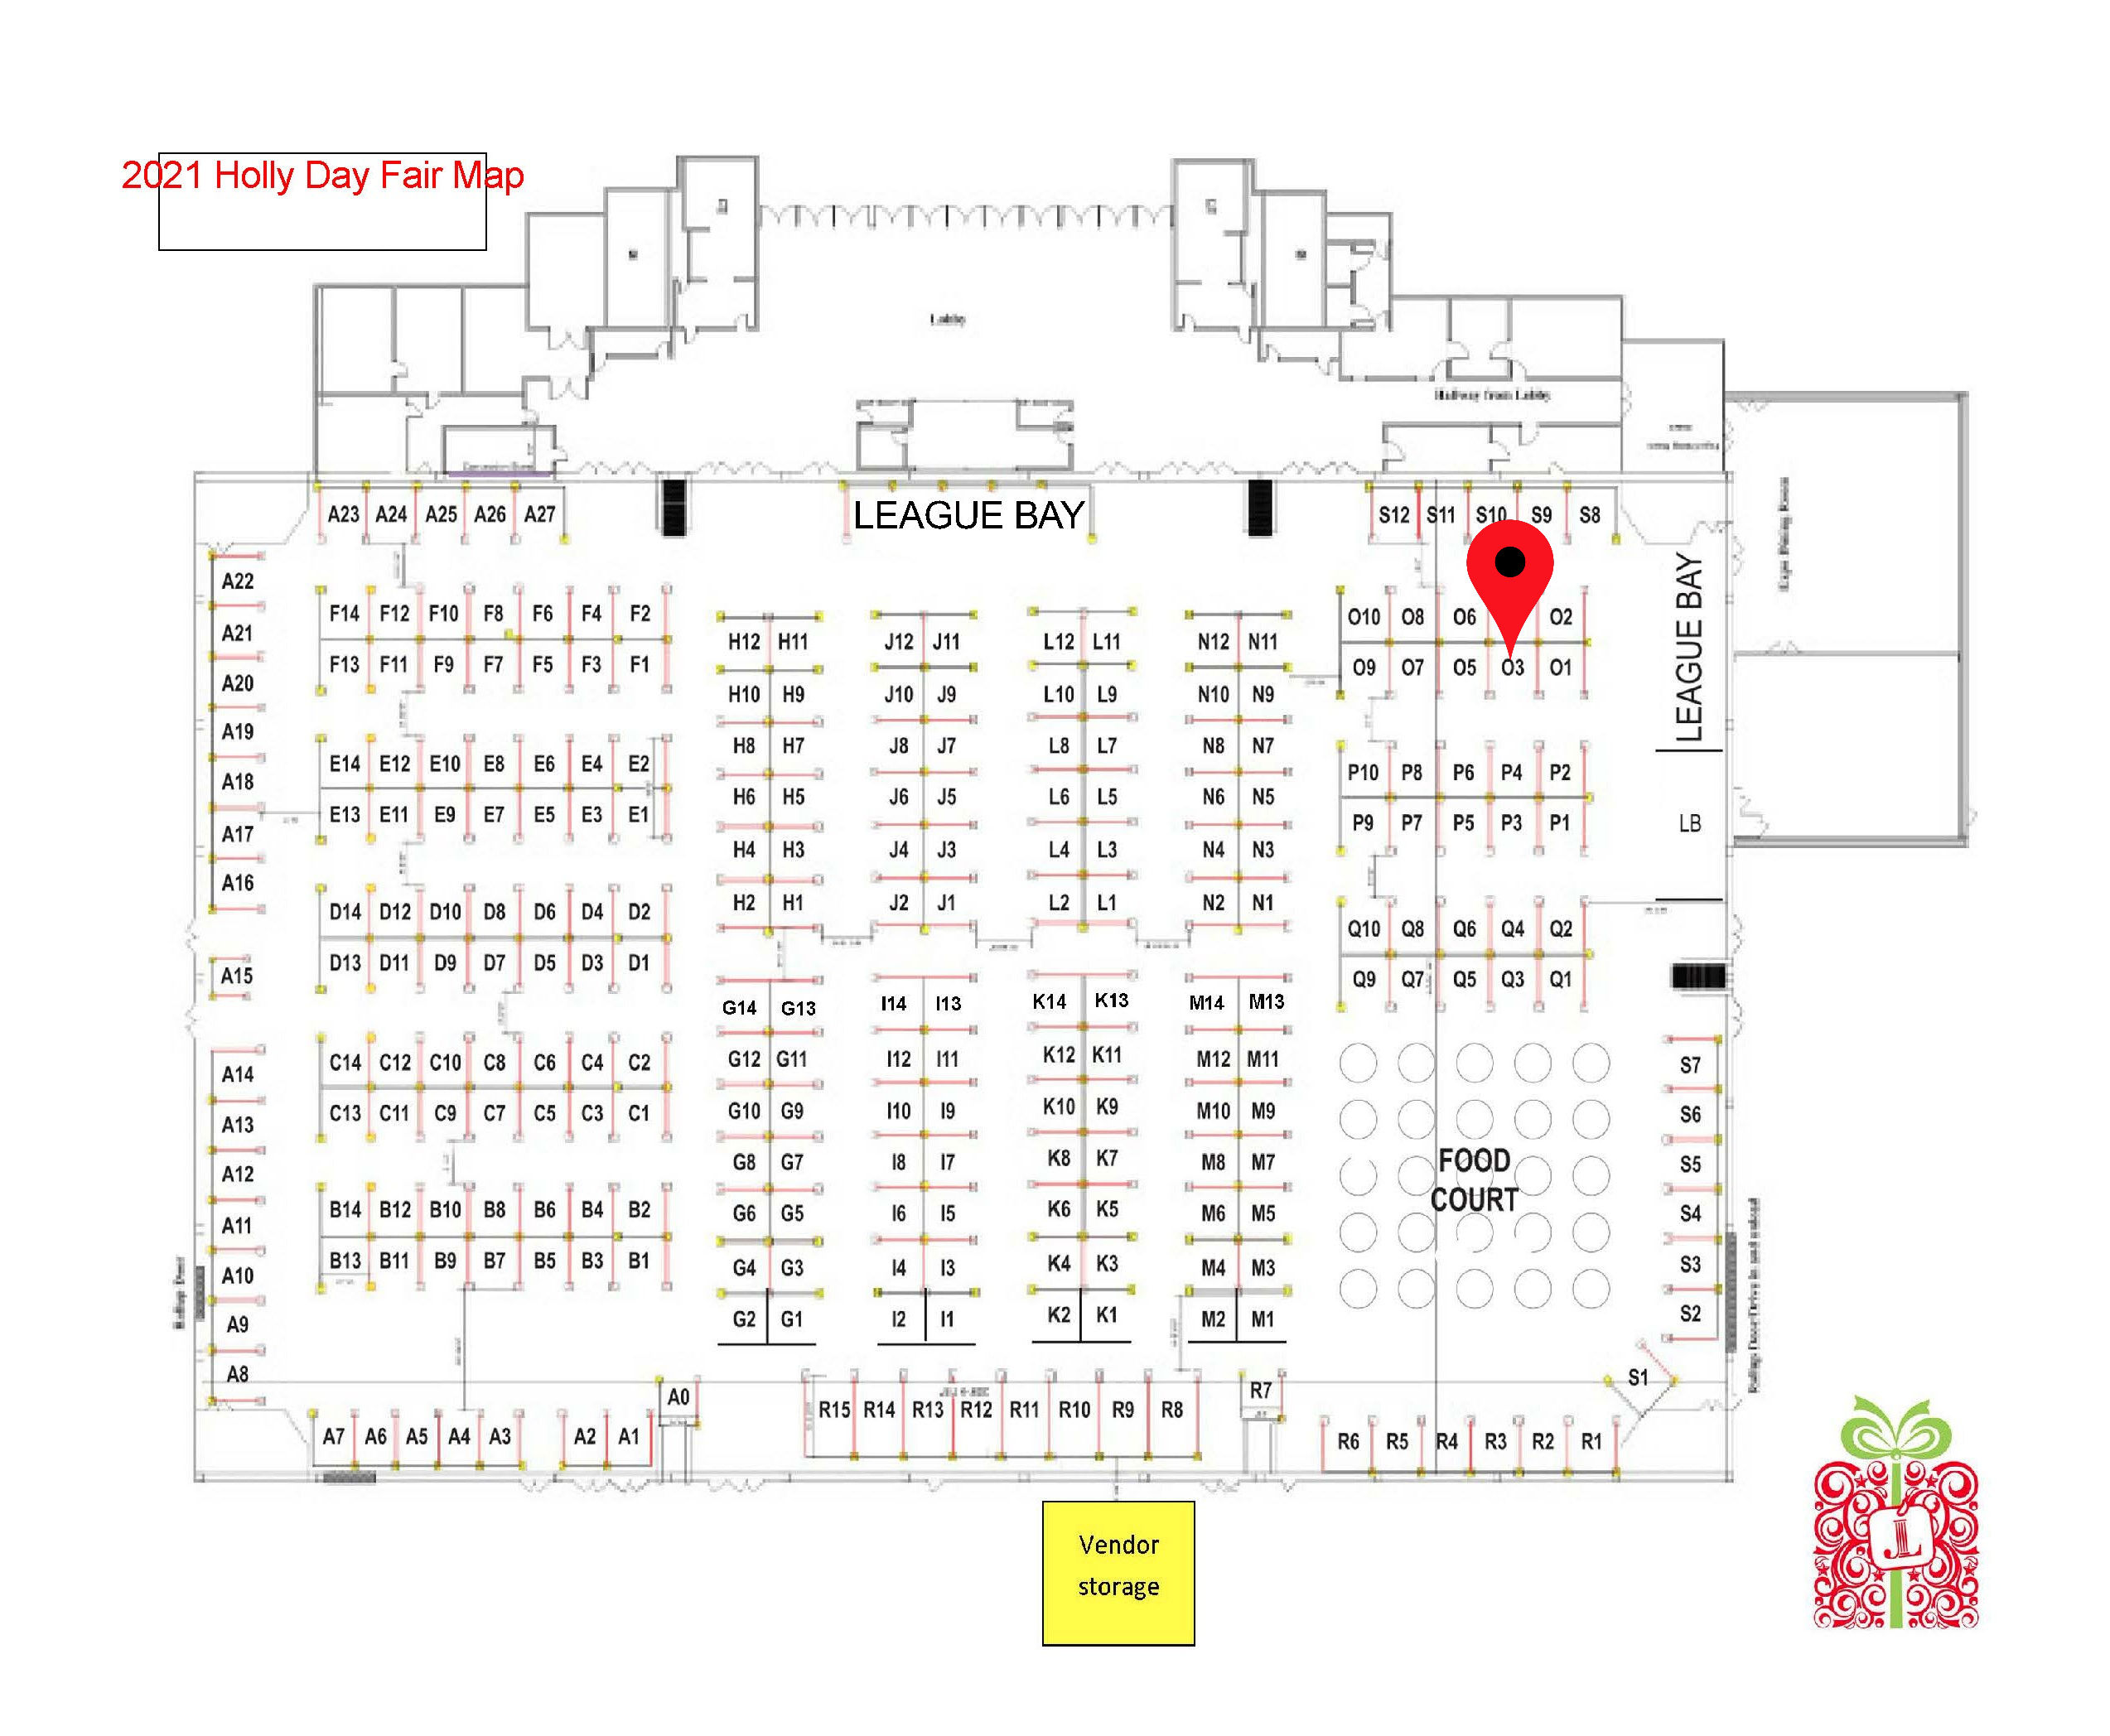 2021 Holly Day Fair Map
Lobby
Hallway from Lobby
LEAGUE BAY
A23 A24 A25 A26 A27
S12 S11 S10 S9 S8
A22
A21
A20
A19
A18
A17
A16
A15
A14
A13
A12
A11
A10
A9
A8
F14 F12 F10 F8 F6 F4 F2
F13 F11 F9 F7 F5 F3 F1
E14 E12 E10 E8 E6 E4 E2
E13 E11 E9 E7 E5 E3 E1
D14 D12 D10 D8 D6 D4 D2
D13 D11 D9 D7 D5 D3 D1
C14 C12 C10 C8 C6 C4 C2
C13 C11 C9 C7 C5 C3 C1
B14 B12 B10 B8 B6 B4 B2
B13 B11 B9 B7 B5 B3 B1
H12 H11
H10 H9
H8 H7
H6 H5
H4 H3
H2 H1
G14 G13
G12 G11
G10 G9
G8 G7
G6 G5
G4 G3
G2 G1
J12 J11
J10 J9
J8 J7
J6 J5
J4 J3
J2 J1
I14 I13
I12 I11
I10 I9
I8 I7
I6 I5
I4 I3
I2 I1
L12 L11
L10 L9
L8 L7
L6 L5
L4 L3
L2 L1
K14 K13
K12 K11
K10 K9
K8 K7
K6 K5
K4 K3
K2 K1
N12 N11
N10 N9
N8 N7
N6 N5
N4 N3
N2 N1
M14 M13
M12 M11
M10 M9
M8 M7
M6 M5
M4 M3
M2 M1
O10 O8 O6 O2
O9 O7 O5 O3 O1
P10 P8 P6 P4 P2
P9 P7 P5 P3 P1
Q10 Q8 Q6 Q4 Q2
Q9 Q7 Q5 Q3 Q1
LEAGUE BAY
LB
FOOD
COURT
S7
S6
S5
S4
S3
S2
S1
A7 A6 A5 A4 A3 A2 A1
A0
R15 R14 R13 R12 R11 R10 R9 R8
R7
R6 R5 R4 R3 R2 R1
Vendor
storage
JL